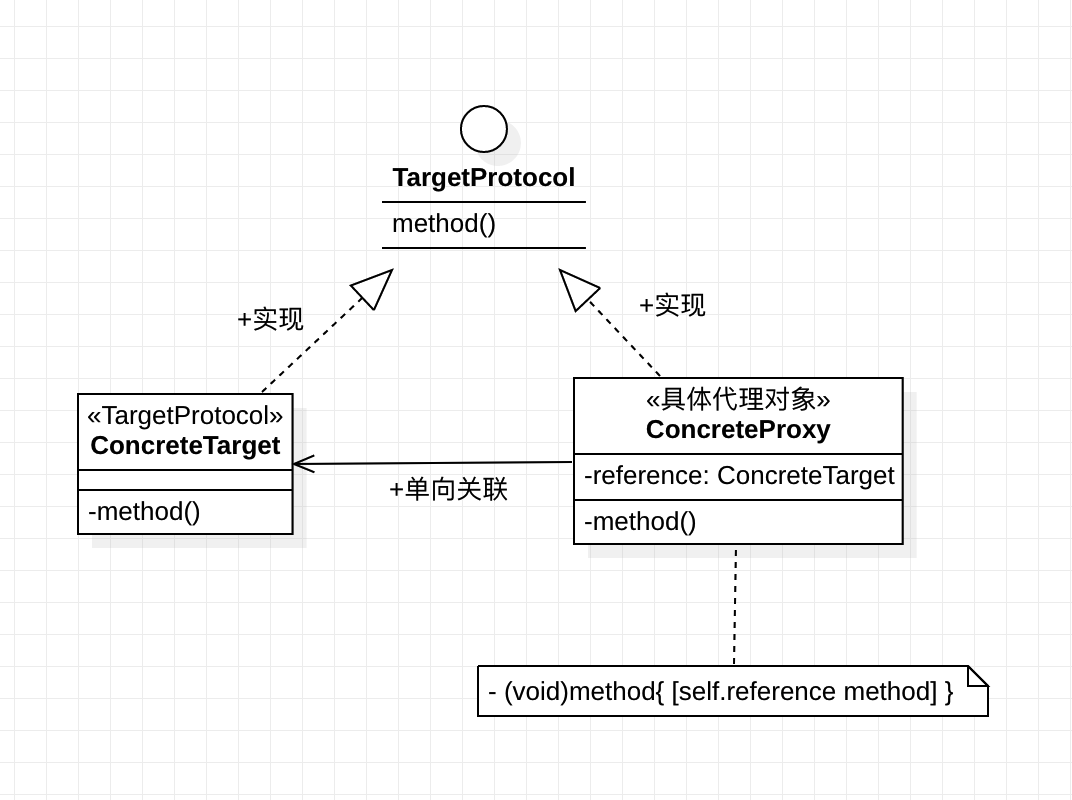 TargetProtocol
method()
+实现
+实现
«TargetProtocol»
ConcreteTarget
-method()
+单向关联
«具体代理对象»
ConcreteProxy
-reference: ConcreteTarget
-method()
- (void)method{ [self.reference method] }